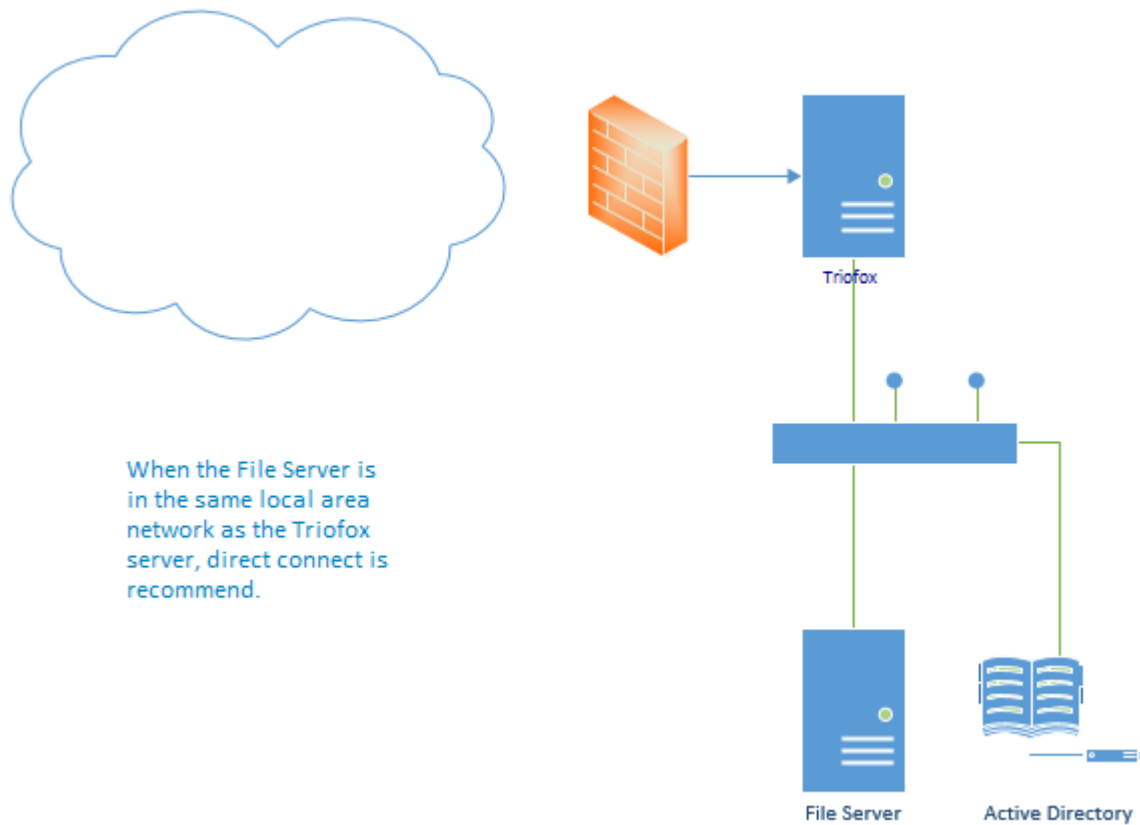 Triofox
When the File Server is
in the same local area
network as the Triofox
server, direct connect is
recommend.
File Server
Active Directory